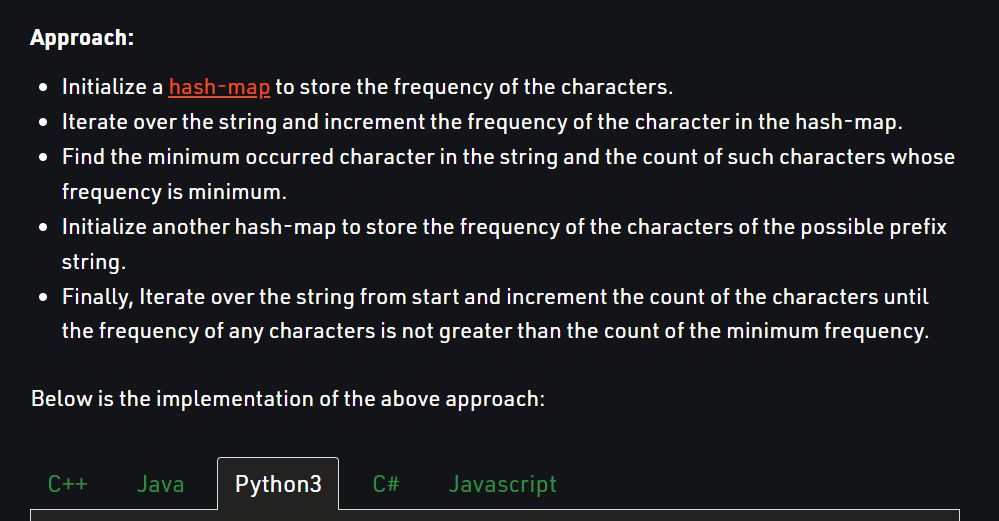 Approach:
Initialize a hash-map to store the frequency of the characters.
Iterate over the string and increment the frequency of the character in the hash-map.
Find the minimum occurred character in the string and the count of such characters whose
frequency is minimum.
Initialize another hash-map to store the frequency of the characters of the possible prefix
string.
Finally, Iterate over the string from start and increment the count of the characters until
the frequency of any characters is not greater than the count of the minimum frequency.
Below is the implementation of the above approach:
C++ Java Python3 C# Javascript